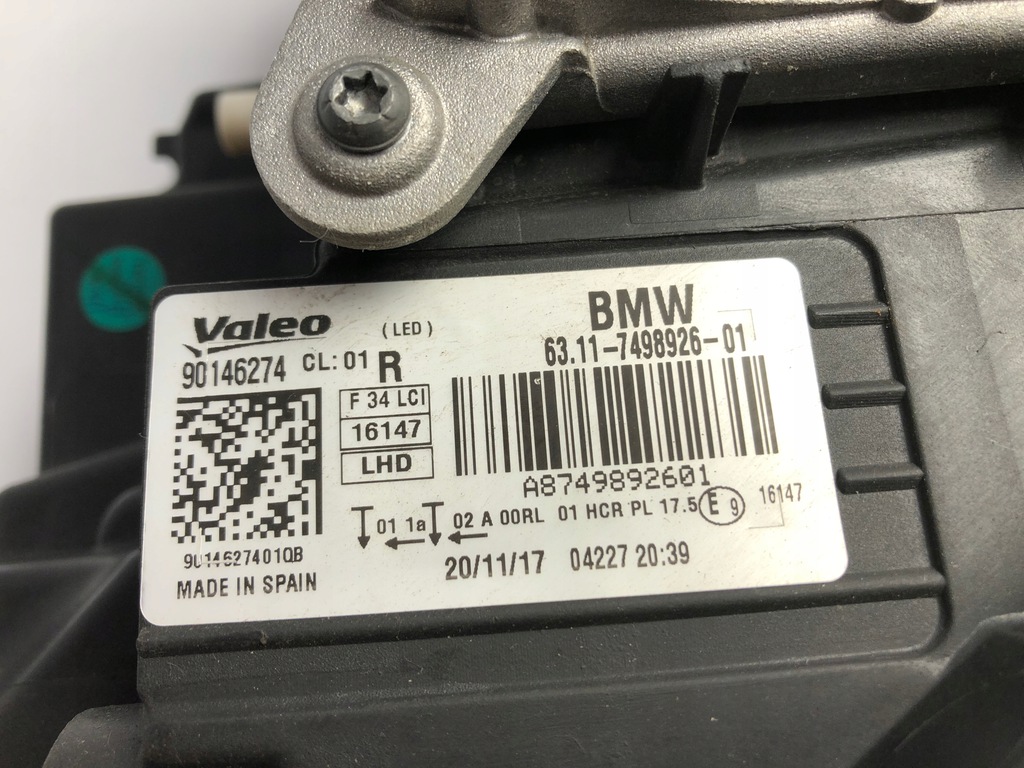 Valeo (LED)
90146274 CL: 01 R
F 34 LCI
16147
LHD
9014627401QB
MADE IN SPAIN
BMW
63.11-7498926-01
A8749892601
01 1a 02 A 00RL 01 HCR PL 17.5 E 9 16147
20/11/17 04227 20:39